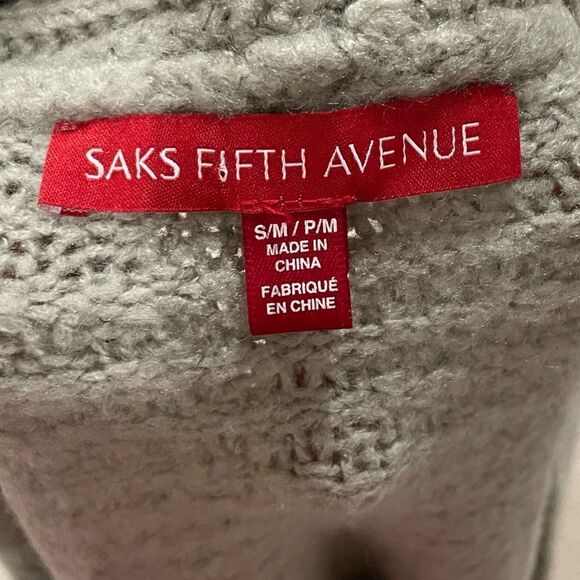 SAKS FIFTH AVENUE
S/M / P/M
MADE IN
CHINA
FABRIQUÉ
EN CHINE